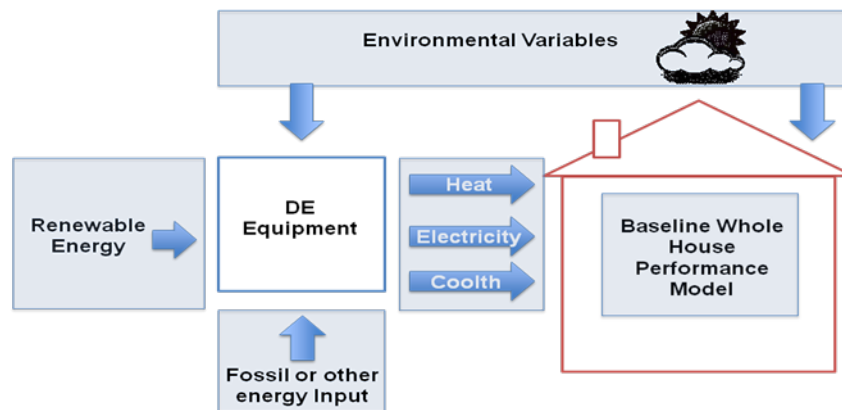 Environmental Variables
Renewable
Energy
DE
Equipment
Heat
Electricity
Coolth
Baseline Whole
House
Performance
Model
Fossil or other
energy Input